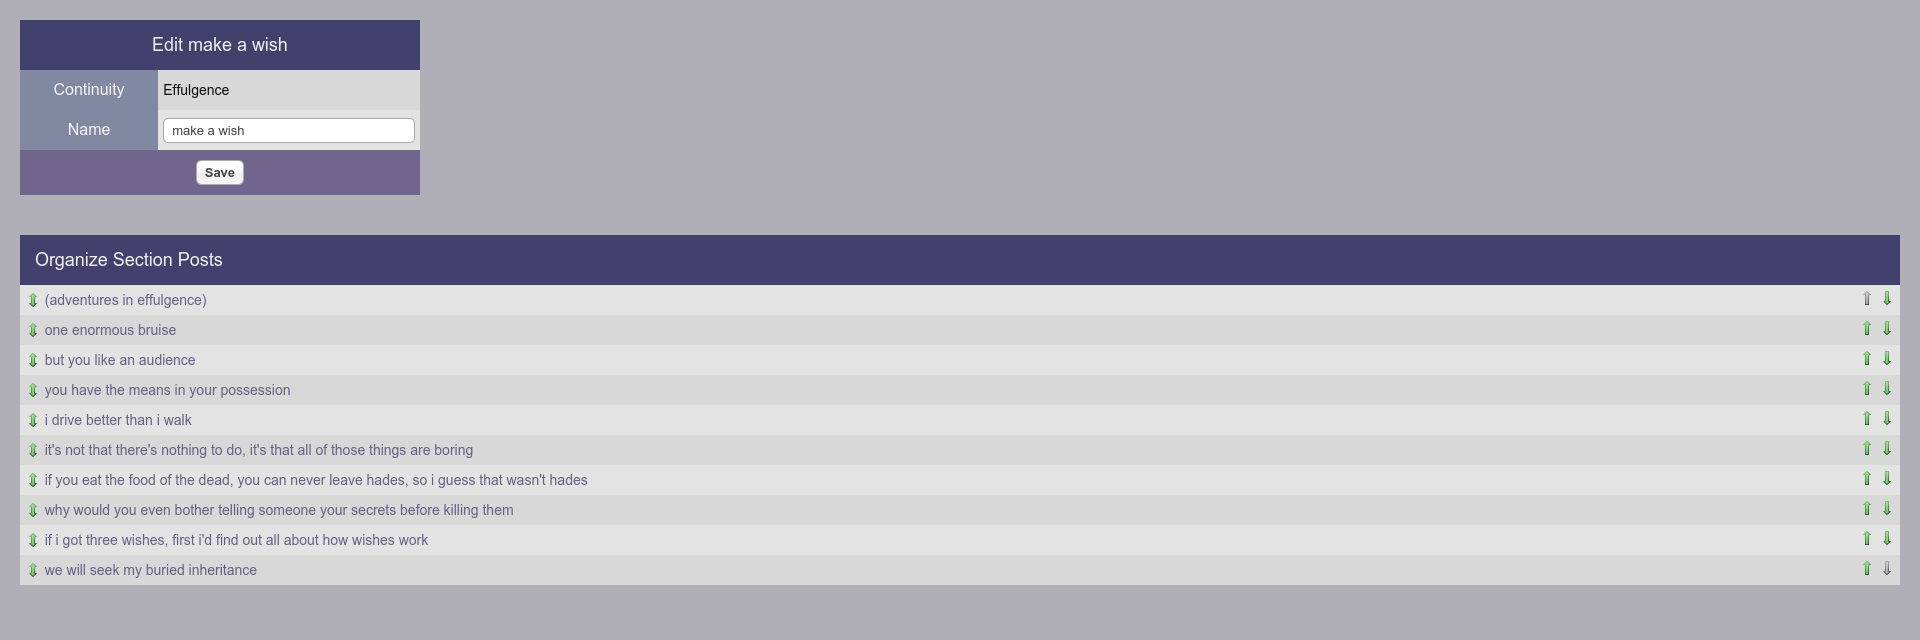 Edit make a wish
Continuity
Effulgence
Name
make a wish
Save
Organize Section Posts
(adventures in effulgence)
one enormous bruise
but you like an audience
you have the means in your possession
i drive better than i walk
it's not that there's nothing to do, it's that all of those things are boring
if you eat the food of the dead, you can never leave hades, so i guess that wasn't hades
why would you even bother telling someone your secrets before killing them
if i got three wishes, first i'd find out all about how wishes work
we will seek my buried inheritance